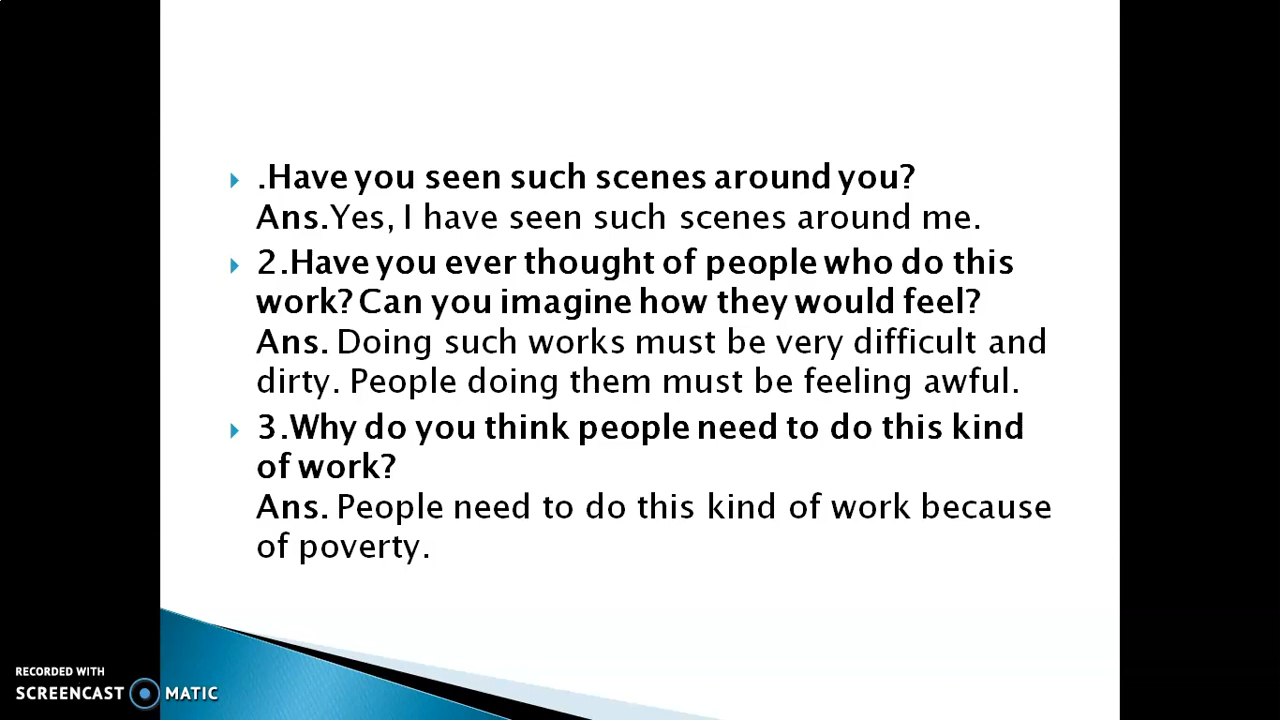 .Have you seen such scenes around you?
Ans.Yes, I have seen such scenes around me.
2.Have you ever thought of people who do this
work? Can you imagine how they would feel?
Ans. Doing such works must be very difficult and
dirty. People doing them must be feeling awful.
3.Why do you think people need to do this kind
of work?
Ans. People need to do this kind of work because
of poverty.
RECORDED WITH
SCREENCAST MATIC